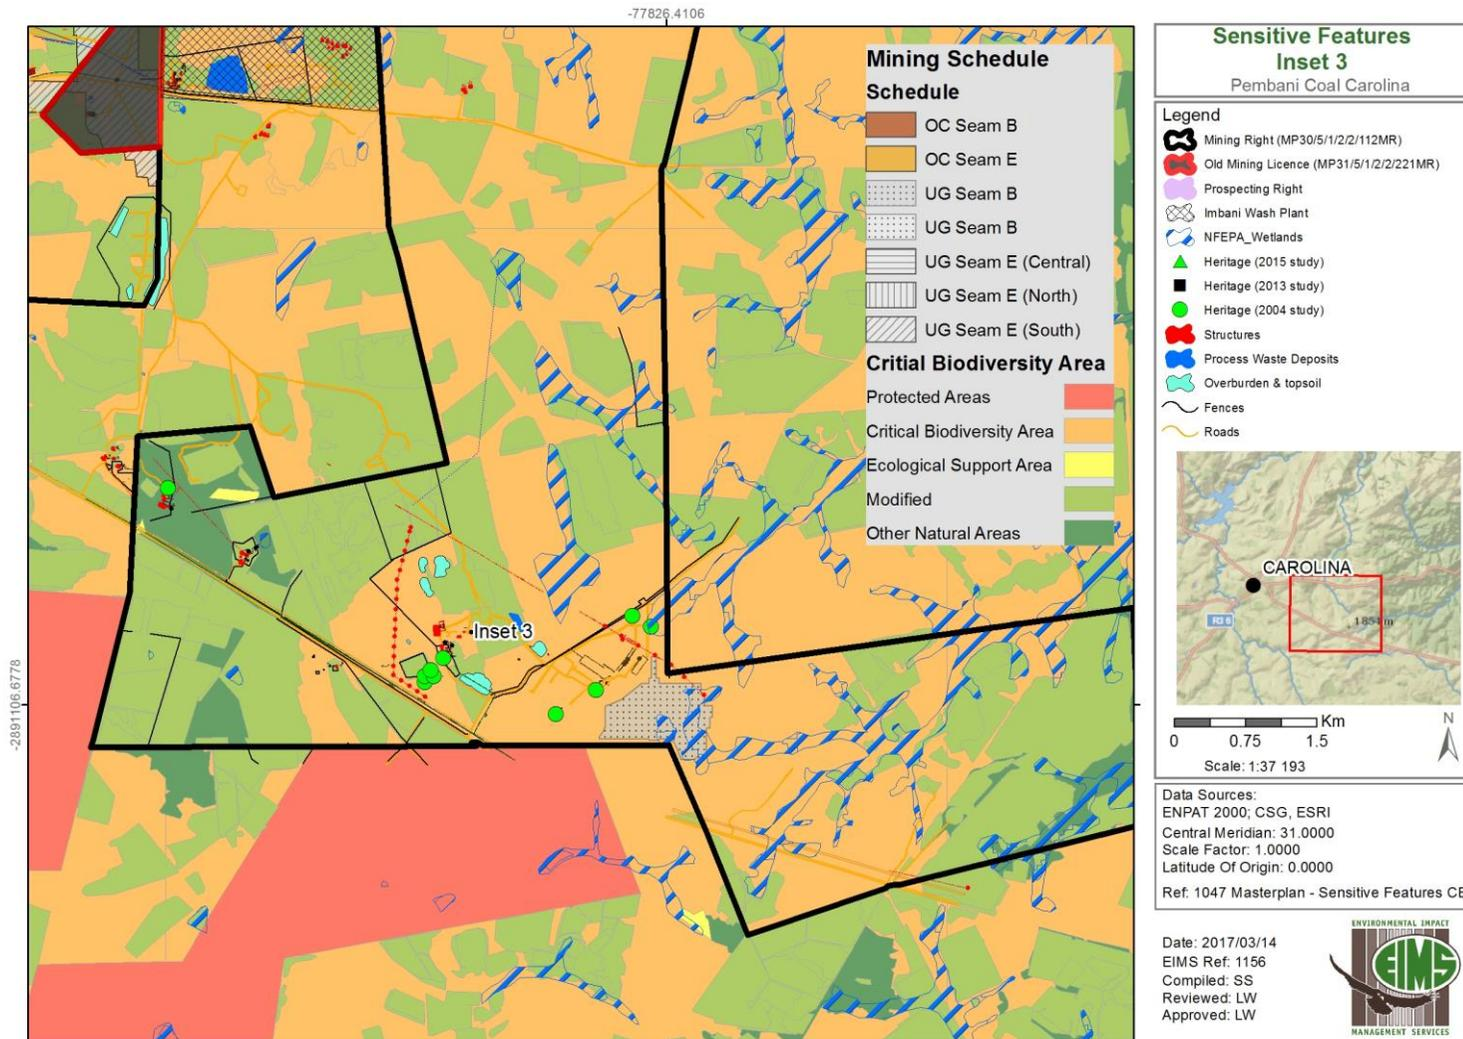 -77826.4106
-2891106.6778
Mining Schedule
Schedule
OC Seam B
OC Seam E
UG Seam B
UG Seam B
UG Seam E (Central)
UG Seam E (North)
UG Seam E (South)
Critial Biodiversity Area
Protected Areas
Critical Biodiversity Area
Ecological Support Area
Modified
Other Natural Areas
Inset 3
Sensitive Features
Inset 3
Pembani Coal Carolina
Legend
Mining Right (MP30/5/1/2/2/112MR)
Old Mining Licence (MP31/5/1/2/2/221MR)
Prospecting Right
Imbani Wash Plant
NFEPA_Wetlands
Heritage (2015 study)
Heritage (2013 study)
Heritage (2004 study)
Structures
Process Waste Deposits
Overburden & topsoil
Fences
Roads
CAROLINA
R36
1854 m
Km
0 0.75 1.5
N
Scale: 1:37 193
Data Sources:
ENPAT 2000; CSG, ESRI
Central Meridian: 31.0000
Scale Factor: 1.0000
Latitude Of Origin: 0.0000
Ref: 1047 Masterplan - Sensitive Features CB
Date: 2017/03/14
EIMS Ref: 1156
Compiled: SS
Reviewed: LW
Approved: LW
ENVIRONMENTAL IMPACT
EIMS
MANAGEMENT SERVICES